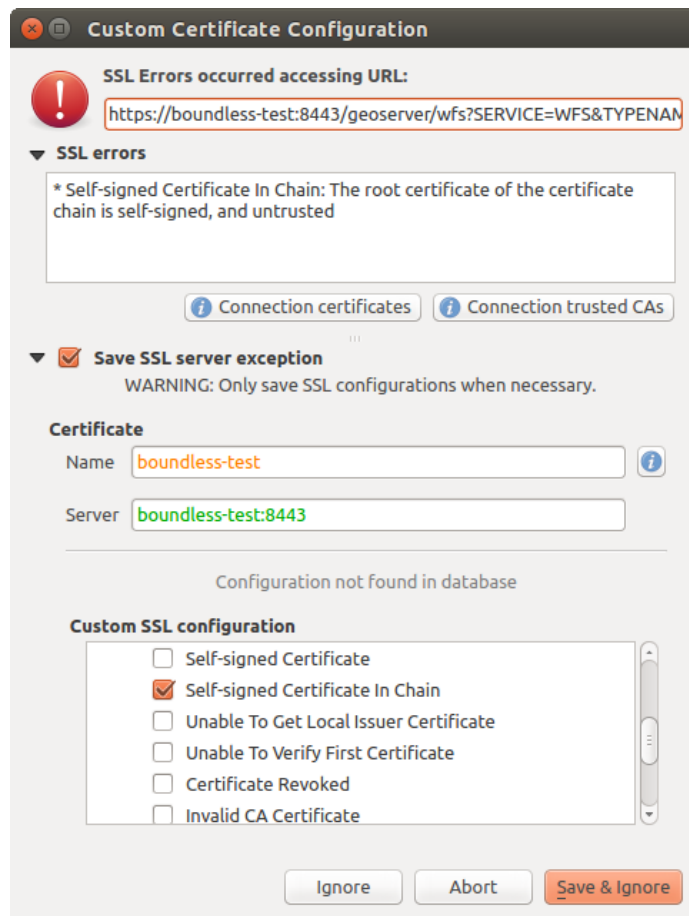 Custom Certificate Configuration
SSL Errors occurred accessing URL:
https://boundless-test:8443/geoserver/wfs?SERVICE=WFS&TYPENAM
SSL errors
* Self-signed Certificate In Chain: The root certificate of the certificate
chain is self-signed, and untrusted
Connection certificates
Connection trusted CAs
Save SSL server exception
WARNING: Only save SSL configurations when necessary.
Certificate
Name boundless-test
Server boundless-test:8443
Configuration not found in database
Custom SSL configuration
Self-signed Certificate
Self-signed Certificate In Chain
Unable To Get Local Issuer Certificate
Unable To Verify First Certificate
Certificate Revoked
Invalid CA Certificate
Ignore
Abort
Save & Ignore